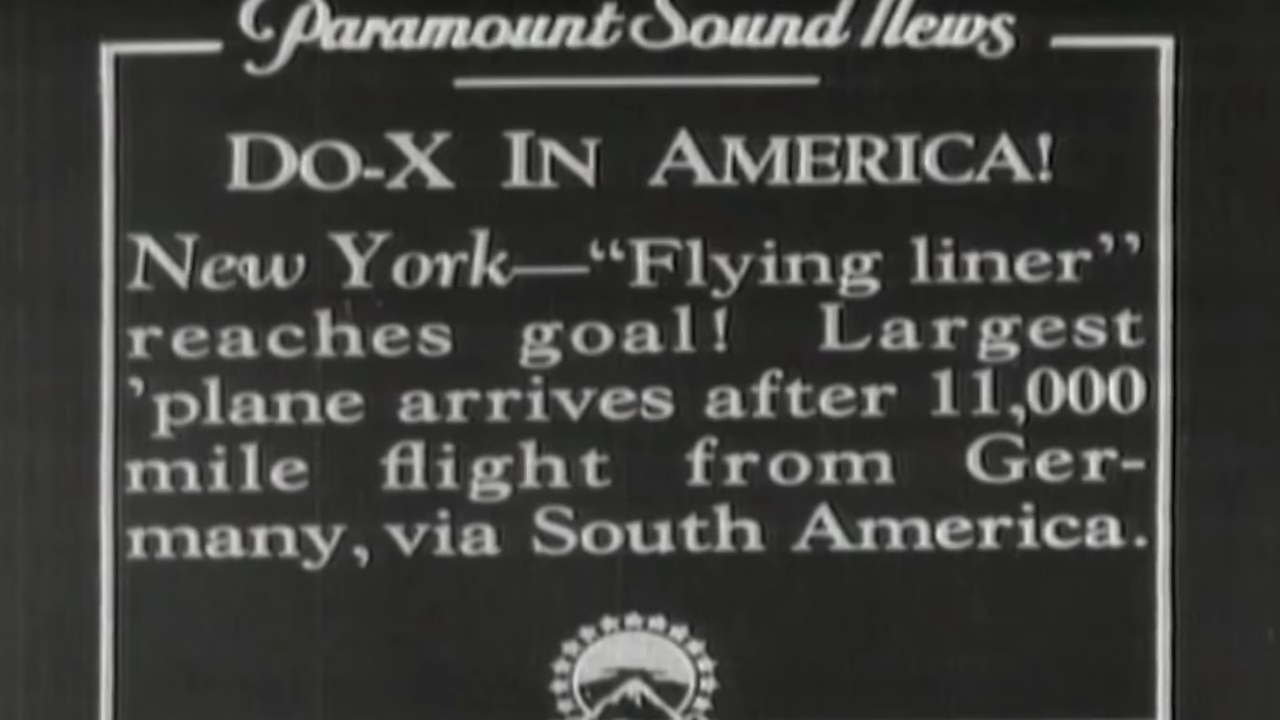 Paramount Sound News
DO-X IN AMERICA!
New York—“Flying liner”
reaches goal! Largest
’plane arrives after 11,000
mile flight from Ger-
many, via South America.